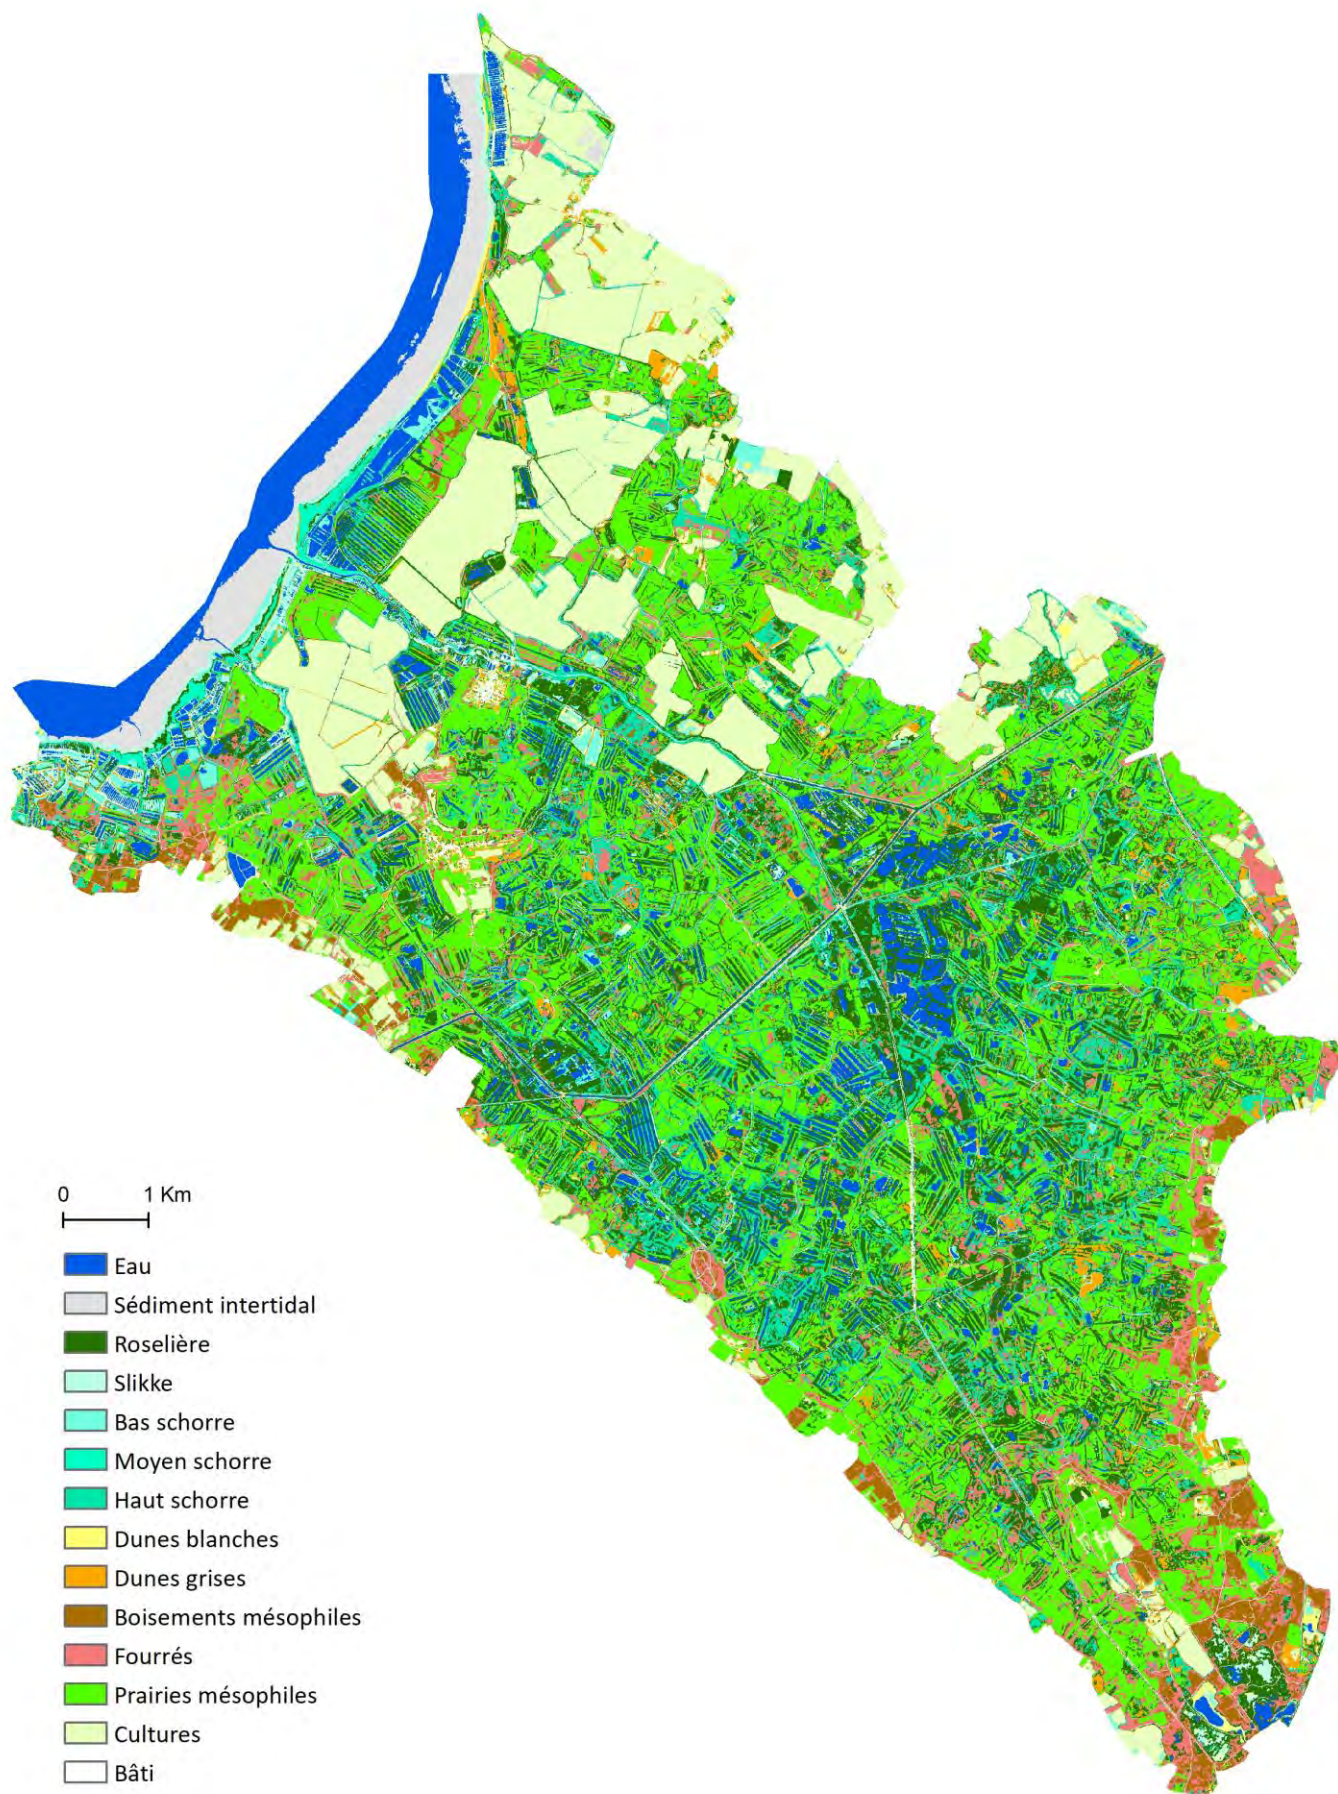 0 1 Km
Eau
Sédiment intertidal
Roselière
Slikke
Bas schorre
Moyen schorre
Haut schorre
Dunes blanches
Dunes grises
Boisements mésophiles
Fourrés
Prairies mésophiles
Cultures
Bâti